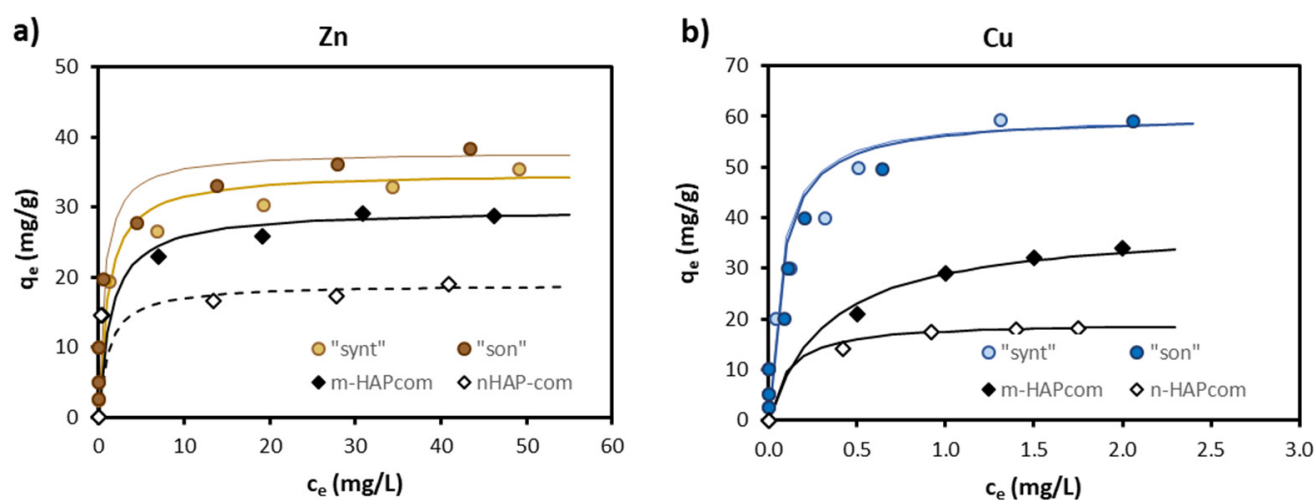 a)
Zn
50
40
30
20
10
0
qe (mg/g)
0 10 20 30 40 50 60
ce (mg/L)
"synt" "son"
m-HAPcom nHAP-com
b)
Cu
70
60
50
40
30
20
10
0
qe (mg/g)
0.0 0.5 1.0 1.5 2.0 2.5 3.0
ce (mg/L)
"synt" "son"
m-HAPcom n-HAPcom